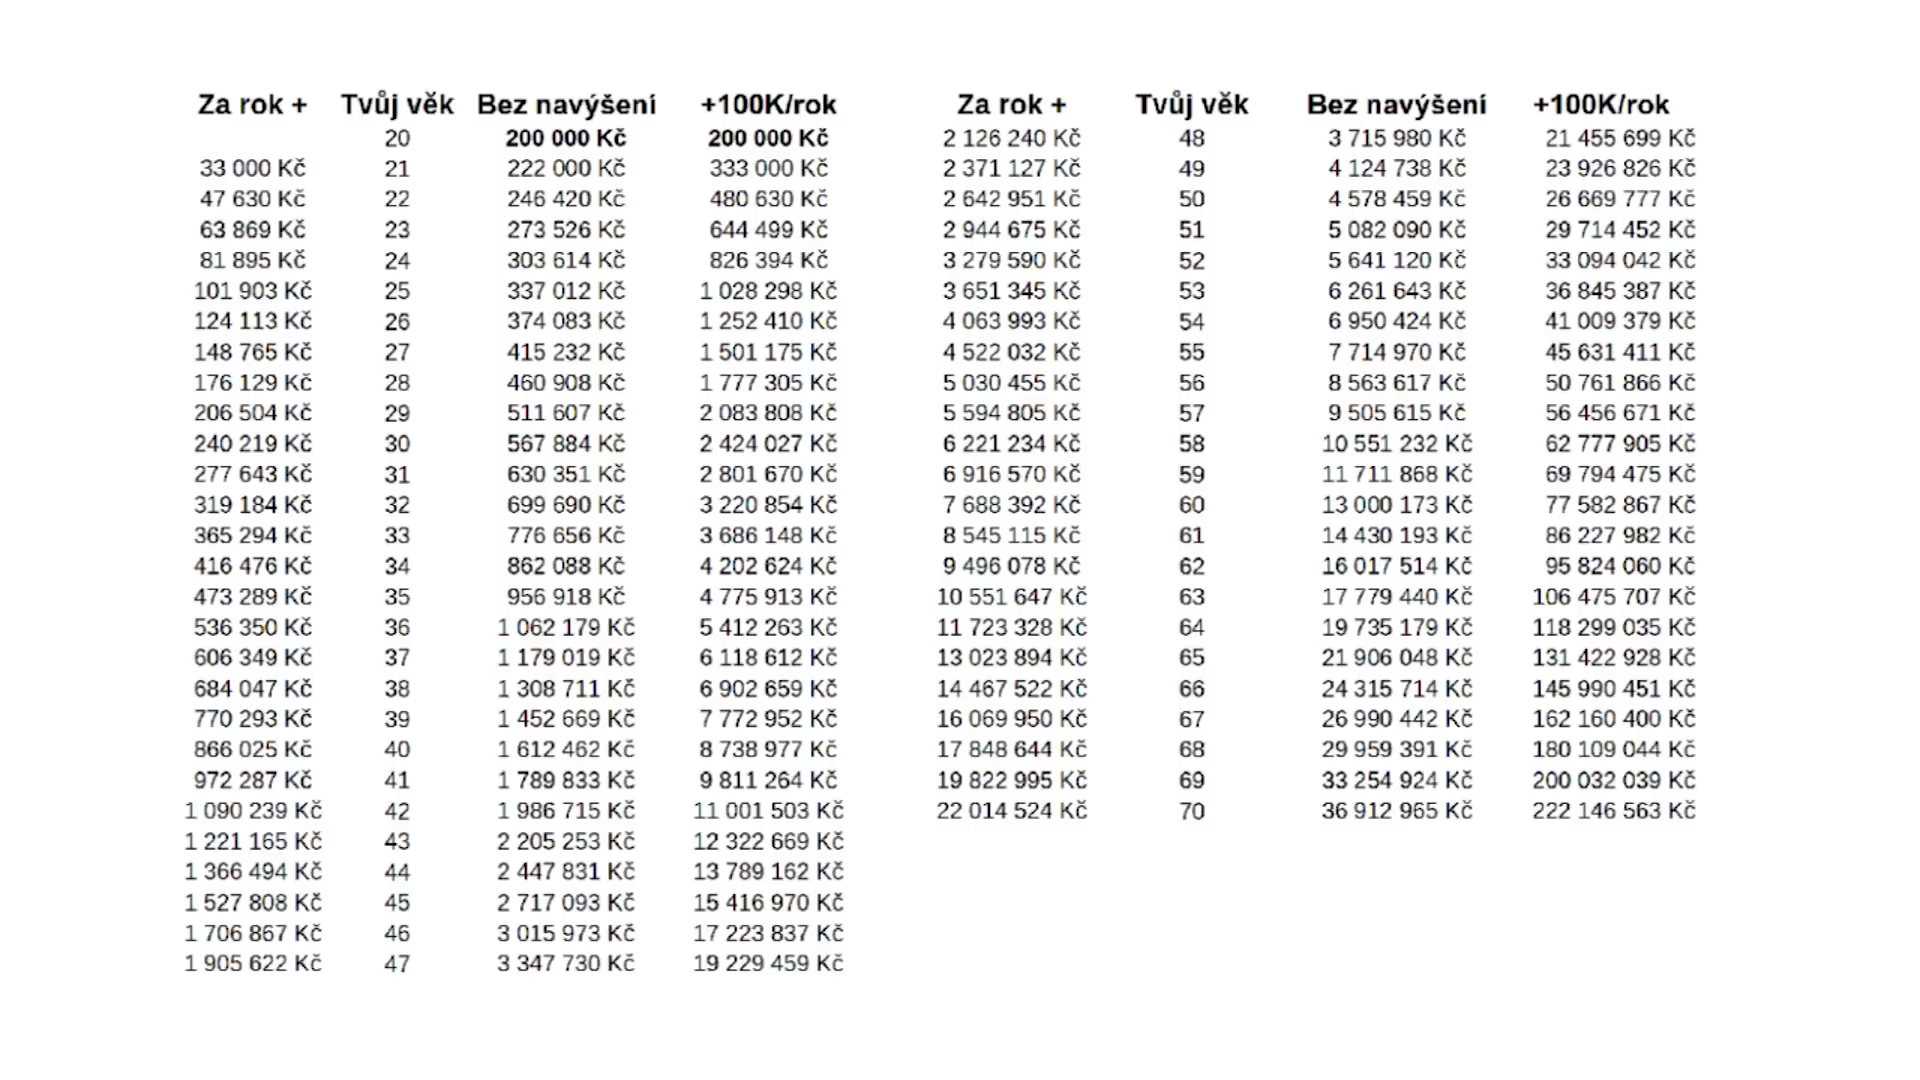 Za rok + Tvůj věk Bez navýšení +100K/rok
20 200 000 Kč 200 000 Kč
33 000 Kč 21 222 000 Kč 333 000 Kč
47 630 Kč 22 246 420 Kč 480 630 Kč
63 869 Kč 23 273 526 Kč 644 499 Kč
81 895 Kč 24 303 614 Kč 826 394 Kč
101 903 Kč 25 337 012 Kč 1 028 298 Kč
124 113 Kč 26 374 083 Kč 1 252 410 Kč
148 765 Kč 27 415 232 Kč 1 501 175 Kč
176 129 Kč 28 460 908 Kč 1 777 305 Kč
206 504 Kč 29 511 607 Kč 2 083 808 Kč
240 219 Kč 30 567 884 Kč 2 424 027 Kč
277 643 Kč 31 630 351 Kč 2 801 670 Kč
319 184 Kč 32 699 690 Kč 3 220 854 Kč
365 294 Kč 33 776 656 Kč 3 686 148 Kč
416 476 Kč 34 862 088 Kč 4 202 624 Kč
473 289 Kč 35 956 918 Kč 4 775 913 Kč
536 350 Kč 36 1 062 179 Kč 5 412 263 Kč
606 349 Kč 37 1 179 019 Kč 6 118 612 Kč
684 047 Kč 38 1 308 711 Kč 6 902 659 Kč
770 293 Kč 39 1 452 669 Kč 7 772 952 Kč
866 025 Kč 40 1 612 462 Kč 8 738 977 Kč
972 287 Kč 41 1 789 833 Kč 9 811 264 Kč
1 090 239 Kč 42 1 986 715 Kč 11 001 503 Kč
1 221 165 Kč 43 2 205 253 Kč 12 322 669 Kč
1 366 494 Kč 44 2 447 831 Kč 13 789 162 Kč
1 527 808 Kč 45 2 717 093 Kč 15 416 970 Kč
1 706 867 Kč 46 3 015 973 Kč 17 223 837 Kč
1 905 622 Kč 47 3 347 730 Kč 19 229 459 Kč
Za rok + Tvůj věk Bez navýšení +100K/rok
2 126 240 Kč 48 3 715 980 Kč 21 455 699 Kč
2 371 127 Kč 49 4 124 738 Kč 23 926 826 Kč
2 642 951 Kč 50 4 578 459 Kč 26 669 777 Kč
2 944 675 Kč 51 5 082 090 Kč 29 714 452 Kč
3 279 590 Kč 52 5 641 120 Kč 33 094 042 Kč
3 651 345 Kč 53 6 261 643 Kč 36 845 387 Kč
4 063 993 Kč 54 6 950 424 Kč 41 009 379 Kč
4 522 032 Kč 55 7 714 970 Kč 45 631 411 Kč
5 030 455 Kč 56 8 563 617 Kč 50 761 866 Kč
5 594 805 Kč 57 9 505 615 Kč 56 456 671 Kč
6 221 234 Kč 58 10 551 232 Kč 62 777 905 Kč
6 916 570 Kč 59 11 711 868 Kč 69 794 475 Kč
7 688 392 Kč 60 13 000 173 Kč 77 582 867 Kč
8 545 115 Kč 61 14 430 193 Kč 86 227 982 Kč
9 496 078 Kč 62 16 017 514 Kč 95 824 060 Kč
10 551 647 Kč 63 17 779 440 Kč 106 475 707 Kč
11 723 328 Kč 64 19 735 179 Kč 118 299 035 Kč
13 023 894 Kč 65 21 906 048 Kč 131 422 928 Kč
14 467 522 Kč 66 24 315 714 Kč 145 990 451 Kč
16 069 950 Kč 67 26 990 442 Kč 162 160 400 Kč
17 848 644 Kč 68 29 959 391 Kč 180 109 044 Kč
19 822 995 Kč 69 33 254 924 Kč 200 032 039 Kč
22 014 524 Kč 70 36 912 965 Kč 222 146 563 Kč